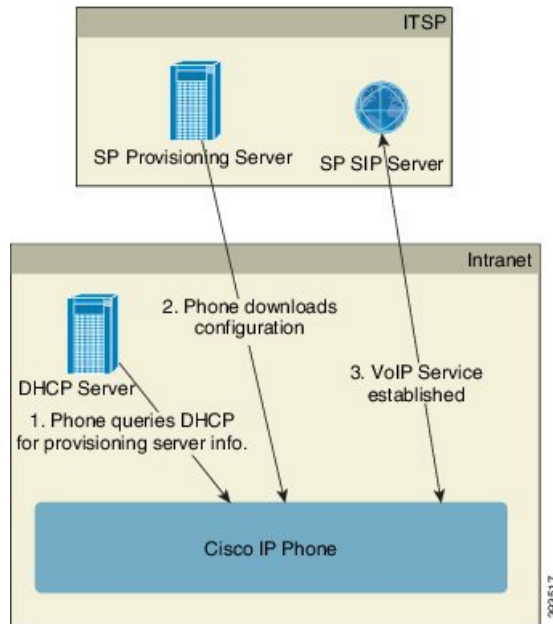 ITSP
SP Provisioning Server
SP SIP Server
Intranet
2. Phone downloads
configuration
DHCP Server
3. VoIP Service
established
1. Phone queries DHCP
for provisioning server info.
Cisco IP Phone
293517